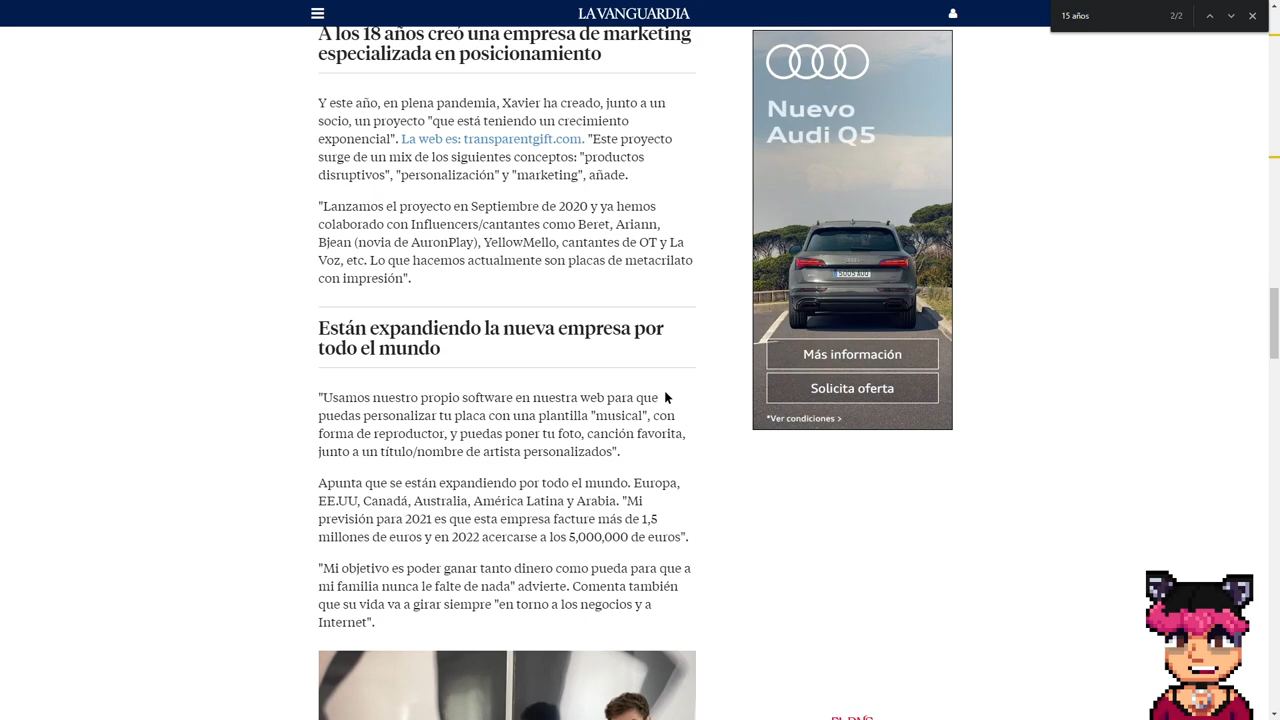 LA VANGUARDIA
15 años
2/2
A los 18 años creó una empresa de marketing
especializada en posicionamiento
Y este año, en plena pandemia, Xavier ha creado, junto a un
socio, un proyecto "que está teniendo un crecimiento
exponencial". La web es: transparentgift.com. "Este proyecto
surge de un mix de los siguientes conceptos: "productos
disruptivos", "personalización" y "marketing", añade.
"Lanzamos el proyecto en Septiembre de 2020 y ya hemos
colaborado con Influencers/cantantes como Beret, Ariann,
Bjean (novia de AuronPlay), YellowMello, cantantes de OT y La
Voz, etc. Lo que hacemos actualmente son placas de metacrilato
con impresión".
Están expandiendo la nueva empresa por
todo el mundo
"Usamos nuestro propio software en nuestra web para que
puedas personalizar tu placa con una plantilla "musical", con
forma de reproductor, y puedas poner tu foto, canción favorita,
junto a un título/nombre de artista personalizados".
Apunta que se están expandiendo por todo el mundo. Europa,
EE.UU, Canadá, Australia, América Latina y Arabia. "Mi
previsión para 2021 es que esta empresa facture más de 1,5
millones de euros y en 2022 acercarse a los 5,000,000 de euros".
"Mi objetivo es poder ganar tanto dinero como pueda para que a
mi familia nunca le falte de nada" advierte. Comenta también
que su vida va a girar siempre "en torno a los negocios y a
Internet".
Nuevo
Audi Q5
Más información
Solicita oferta
*Ver condiciones >